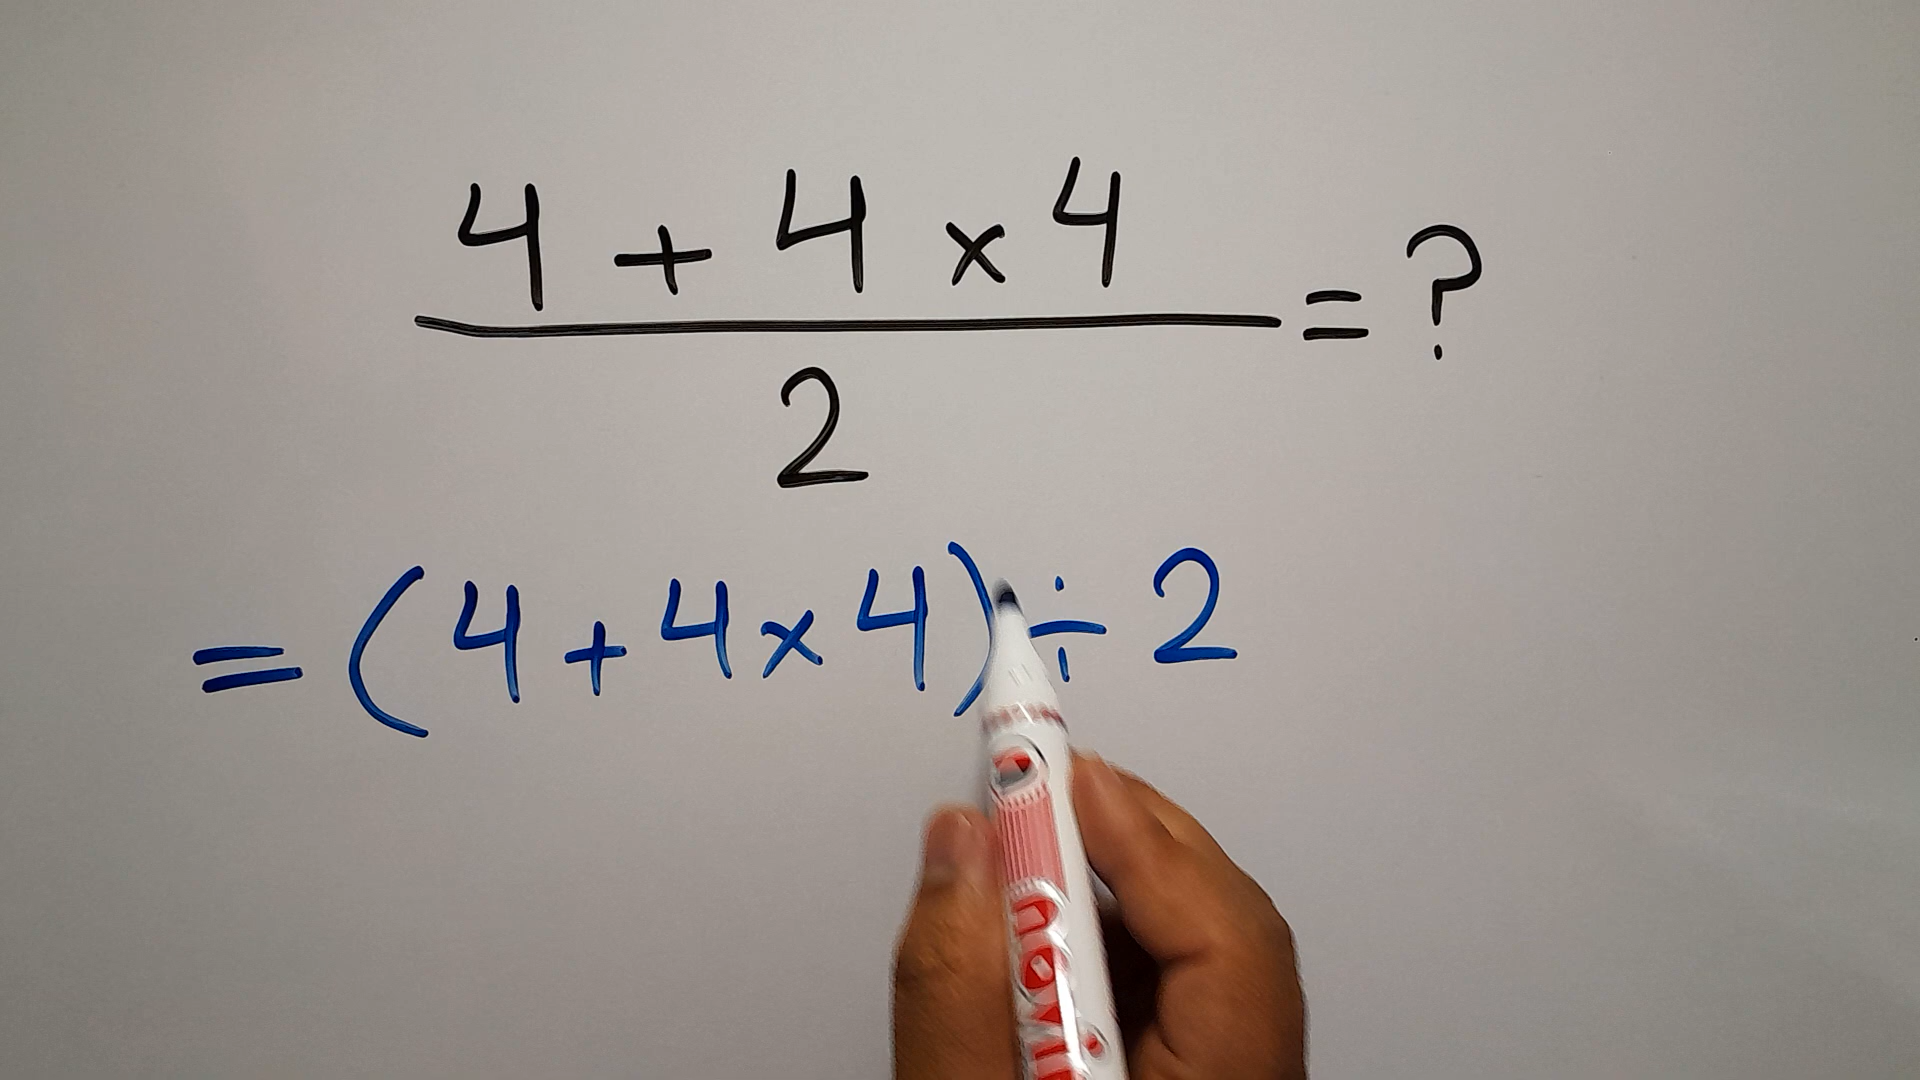 4 + 4 × 4
= ?
2
= (4 + 4 × 4) ÷ 2